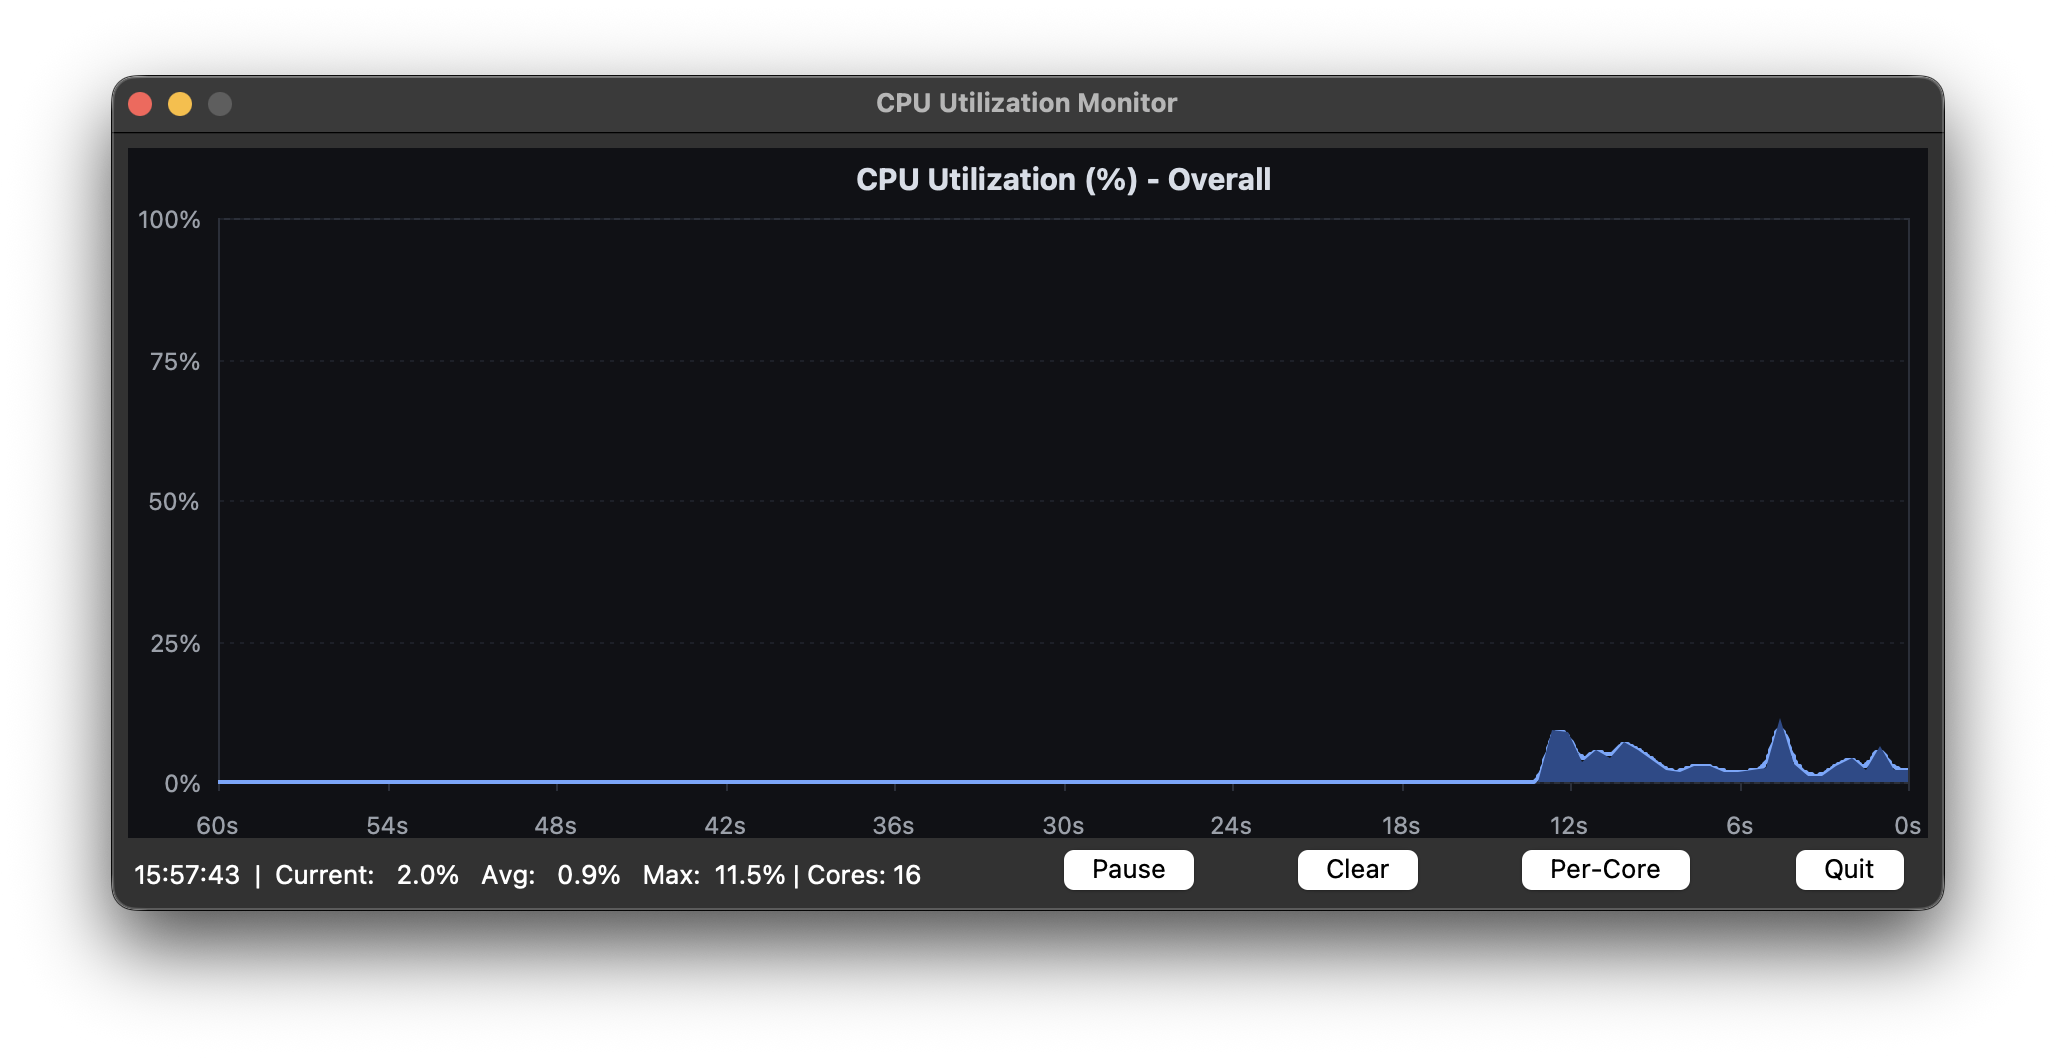 CPU Utilization Monitor
CPU Utilization (%) - Overall
100%
75%
50%
25%
0%
60s 54s 48s 42s 36s 30s 24s 18s 12s 6s 0s
15:57:43 | Current: 2.0% Avg: 0.9% Max: 11.5% | Cores: 16 Pause Clear Per-Core Quit